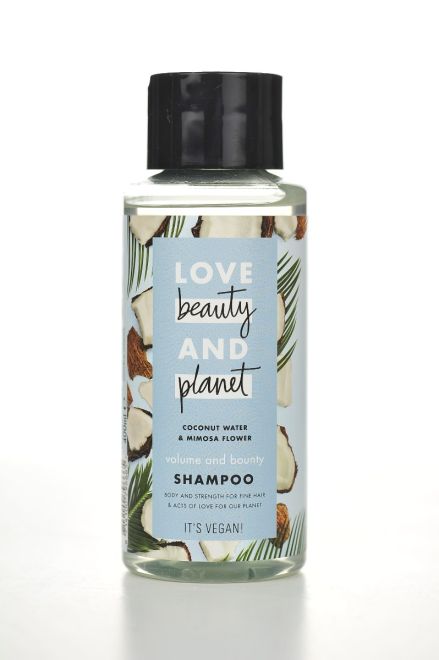 LOVE
beauty
AND
planet
COCONUT WATER
& MIMOSA FLOWER
volume and bounty
SHAMPOO
BODY AND STRENGTH FOR FINE HAIR
& ACTS OF LOVE FOR OUR PLANET
IT'S VEGAN!